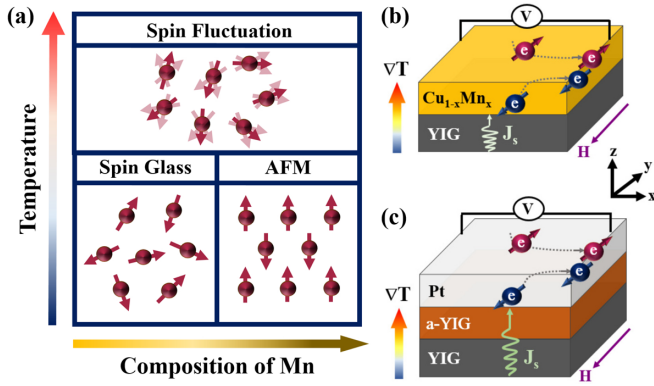 (a)
Spin Fluctuation
Spin Glass
AFM
Temperature
Composition of Mn
(b)
V
∇T
e
e
e
e
Cu1-xMnx
YIG
Js
H
z
y
x
(c)
V
∇T
e
e
e
e
Pt
a-YIG
YIG
Js
H